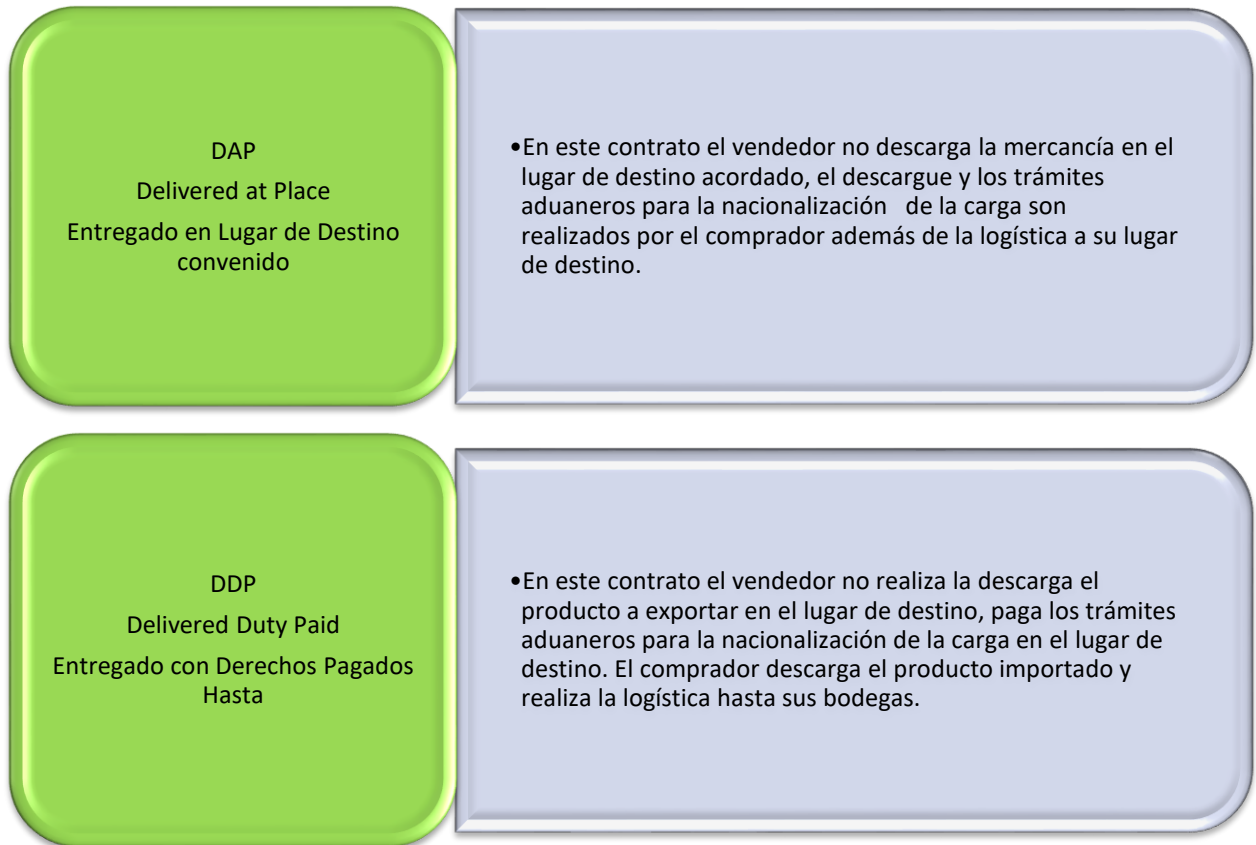 DAP
Delivered at Place
Entregado en Lugar de Destino
convenido
•En este contrato el vendedor no descarga la mercancía en el
lugar de destino acordado, el descargue y los trámites
aduaneros para la nacionalización   de la carga son
realizados por el comprador además de la logística a su lugar
de destino.
DDP
Delivered Duty Paid
Entregado con Derechos Pagados
Hasta
•En este contrato el vendedor no realiza la descarga el
producto a exportar en el lugar de destino, paga los trámites
aduaneros para la nacionalización de la carga en el lugar de
destino. El comprador descarga el producto importado y
realiza la logística hasta sus bodegas.